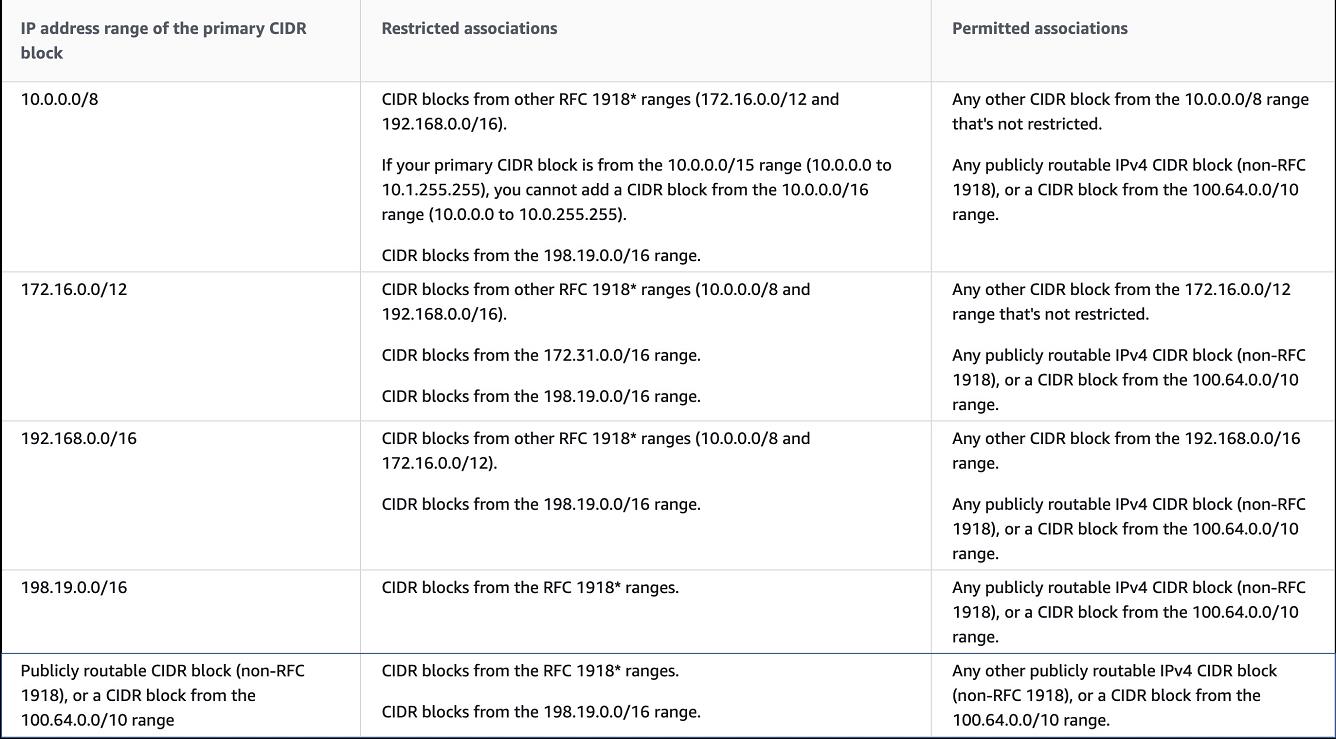 IP address range of the primary CIDR
block
Restricted associations
Permitted associations
10.0.0.0/8
CIDR blocks from other RFC 1918* ranges (172.16.0.0/12 and
192.168.0.0/16).
If your primary CIDR block is from the 10.0.0.0/15 range (10.0.0.0 to
10.1.255.255), you cannot add a CIDR block from the 10.0.0.0/16
range (10.0.0.0 to 10.0.255.255).
CIDR blocks from the 198.19.0.0/16 range.
Any other CIDR block from the 10.0.0.0/8 range
that's not restricted.
Any publicly routable IPv4 CIDR block (non-RFC
1918), or a CIDR block from the 100.64.0.0/10
range.
172.16.0.0/12
CIDR blocks from other RFC 1918* ranges (10.0.0.0/8 and
192.168.0.0/16).
CIDR blocks from the 172.31.0.0/16 range.
CIDR blocks from the 198.19.0.0/16 range.
Any other CIDR block from the 172.16.0.0/12
range that's not restricted.
Any publicly routable IPv4 CIDR block (non-RFC
1918), or a CIDR block from the 100.64.0.0/10
range.
192.168.0.0/16
CIDR blocks from other RFC 1918* ranges (10.0.0.0/8 and
172.16.0.0/12).
CIDR blocks from the 198.19.0.0/16 range.
Any other CIDR block from the 192.168.0.0/16
range.
Any publicly routable IPv4 CIDR block (non-RFC
1918), or a CIDR block from the 100.64.0.0/10
range.
198.19.0.0/16
CIDR blocks from the RFC 1918* ranges.
Any publicly routable IPv4 CIDR block (non-RFC
1918), or a CIDR block from the 100.64.0.0/10
range.
Publicly routable CIDR block (non-RFC
1918), or a CIDR block from the
100.64.0.0/10 range
CIDR blocks from the RFC 1918* ranges.
CIDR blocks from the 198.19.0.0/16 range.
Any other publicly routable IPv4 CIDR block
(non-RFC 1918), or a CIDR block from the
100.64.0.0/10 range.